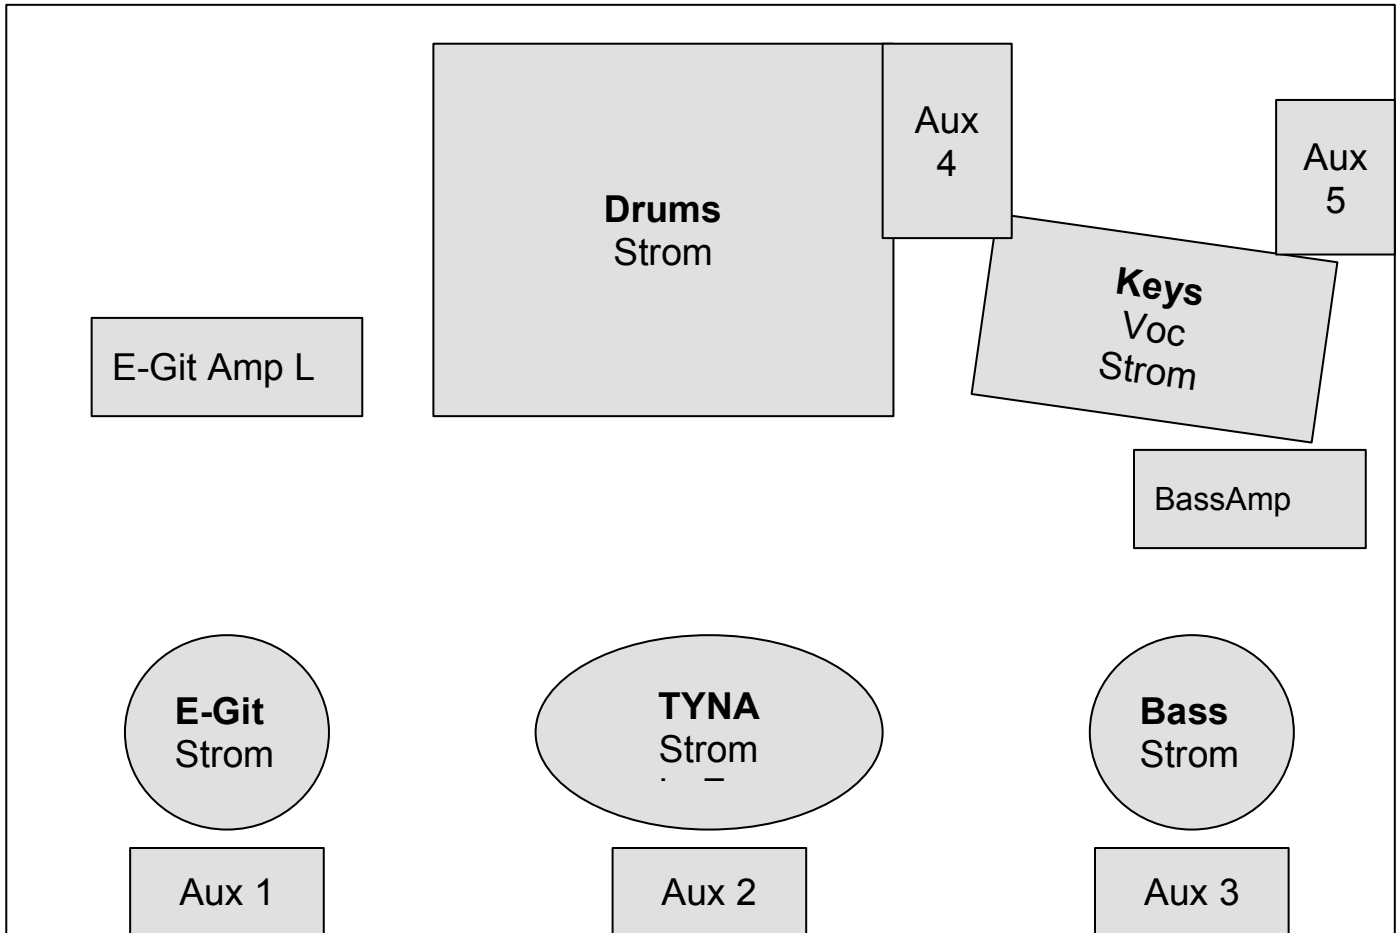 Aux
4
Aux
5
Drums
Strom
Keys
Voc
Strom
E-Git Amp L
BassAmp
E-Git
Strom
TYNA
Strom
Bass
Strom
Aux 1
Aux 2
Aux 3